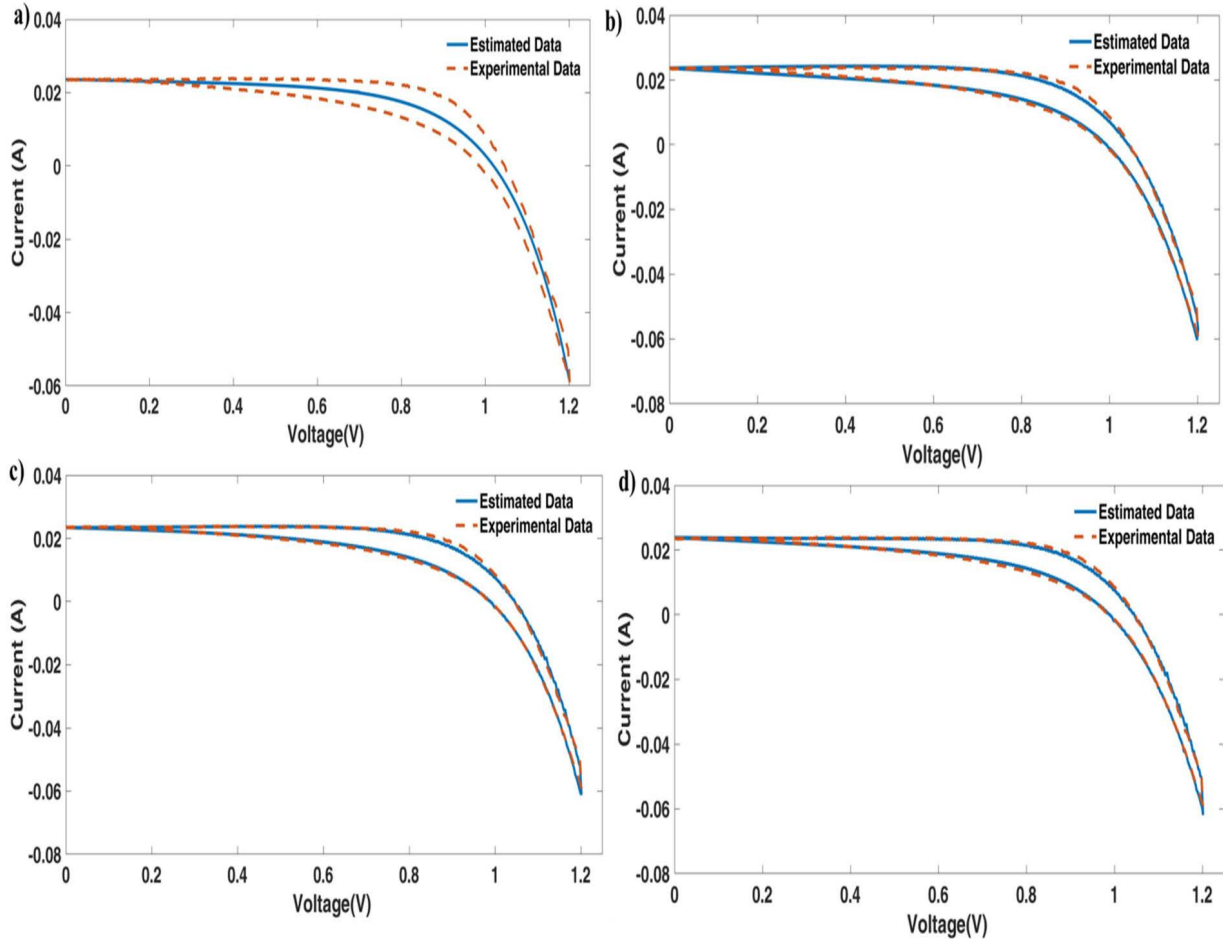 a)
0.04
0.02
0
-0.02
-0.04
-0.06
Current (A)
Estimated Data
Experimental Data
0 0.2 0.4 0.6 0.8 1 1.2
Voltage(V)
b)
0.04
0.02
0
-0.02
-0.04
-0.06
-0.08
Current (A)
Estimated Data
Experimental Data
0 0.2 0.4 0.6 0.8 1 1.2
Voltage(V)
c)
0.04
0.02
0
-0.02
-0.04
-0.06
-0.08
Current (A)
Estimated Data
Experimental Data
0 0.2 0.4 0.6 0.8 1 1.2
Voltage(V)
d)
0.04
0.02
0
-0.02
-0.04
-0.06
-0.08
Current (A)
Estimated Data
Experimental Data
0 0.2 0.4 0.6 0.8 1 1.2
Voltage(V)